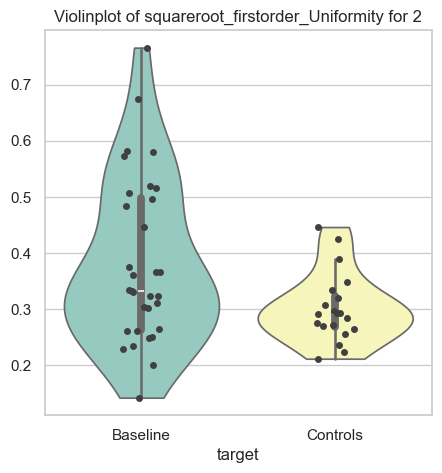 Violinplot of squareroot_firstorder_Uniformity for 2
0.7
0.6
0.5
0.4
0.3
0.2
Baseline
Controls
target